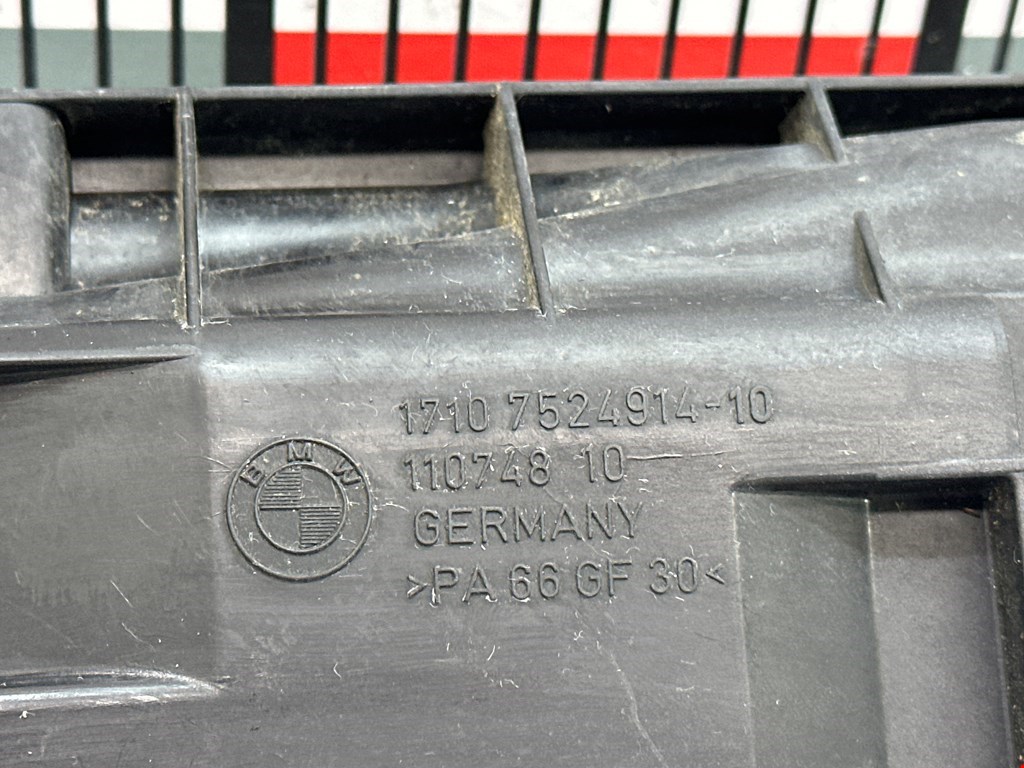 BMW
1710 7524914-10
110748 10
GERMANY
>PA 66 GF 30<